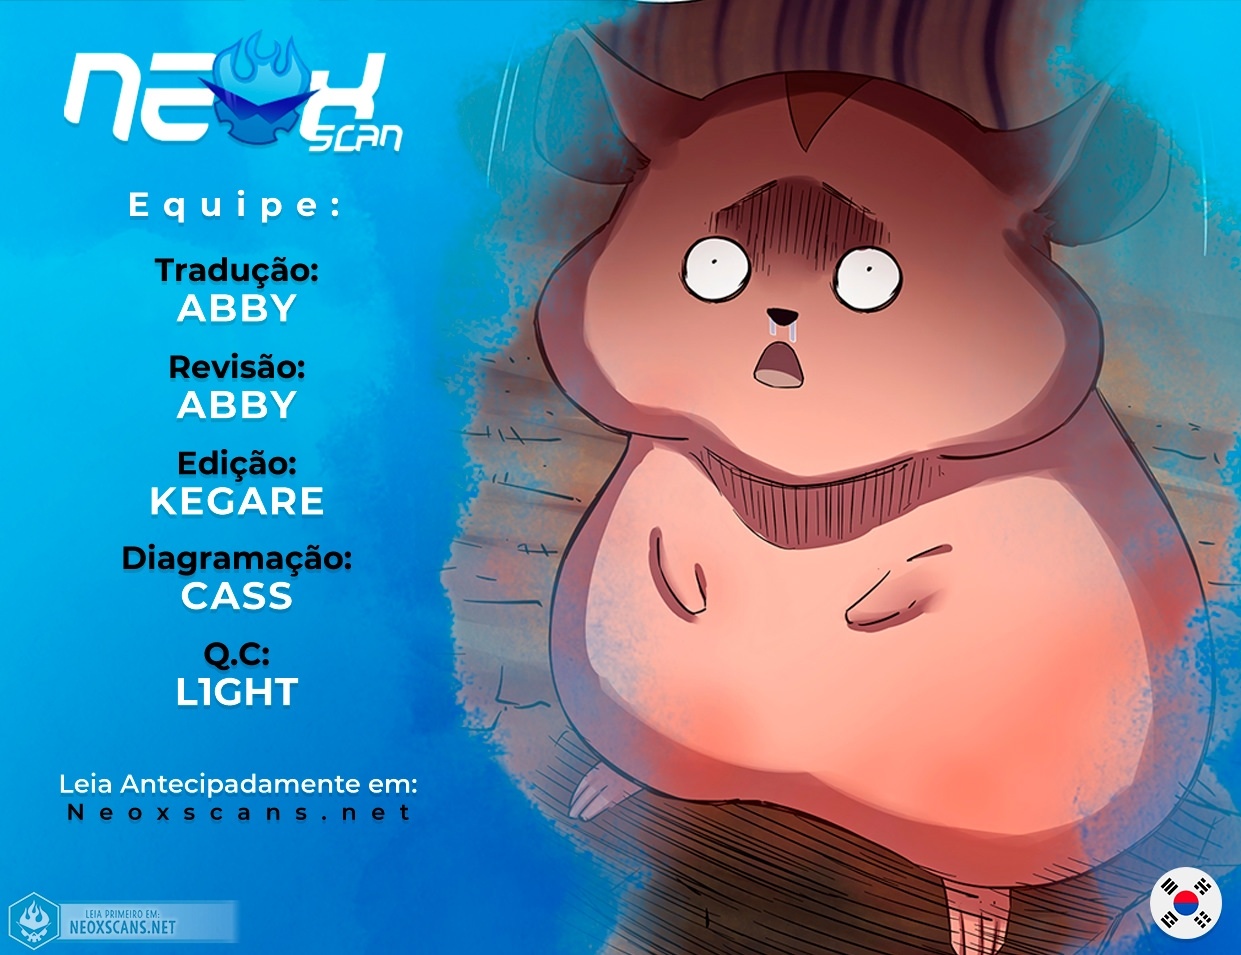 NEOX
SCAN
Equipe:
Tradução:
ABBY
Revisão:
ABBY
Edição:
KEGARE
Diagramação:
CASS
Q.C:
L1GHT
Leia Antecipadamente em:
Neoxscans.net
LEIA PRIMEIRO EM:
NEOXSCANS.NET